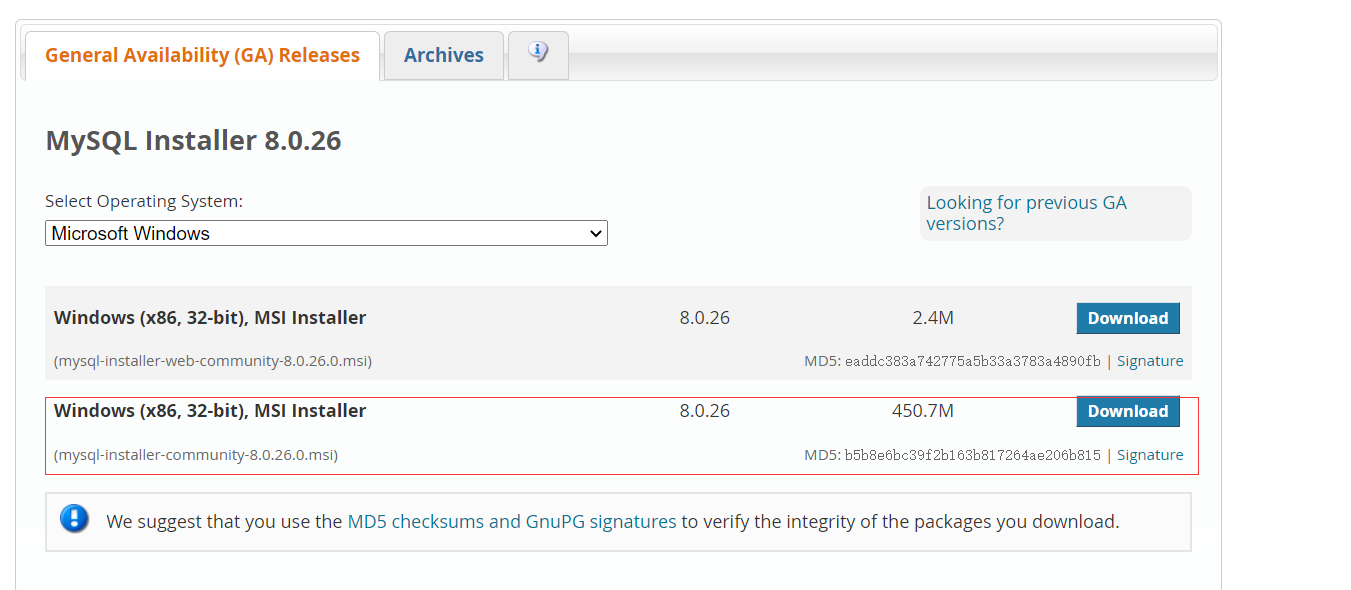 General Availability (GA) Releases
Archives
MySQL Installer 8.0.26
Select Operating System:
Looking for previous GA
versions?
Microsoft Windows
Windows (x86, 32-bit), MSI Installer 8.0.26 2.4M Download
(mysql-installer-web-community-8.0.26.0.msi) MD5: eaddc383a742775a5b33a3783a4890fb | Signature
Windows (x86, 32-bit), MSI Installer 8.0.26 450.7M Download
(mysql-installer-community-8.0.26.0.msi) MD5: b5b8e6bc39f2b163b817264ae206b815 | Signature
We suggest that you use the MD5 checksums and GnuPG signatures to verify the integrity of the packages you download.